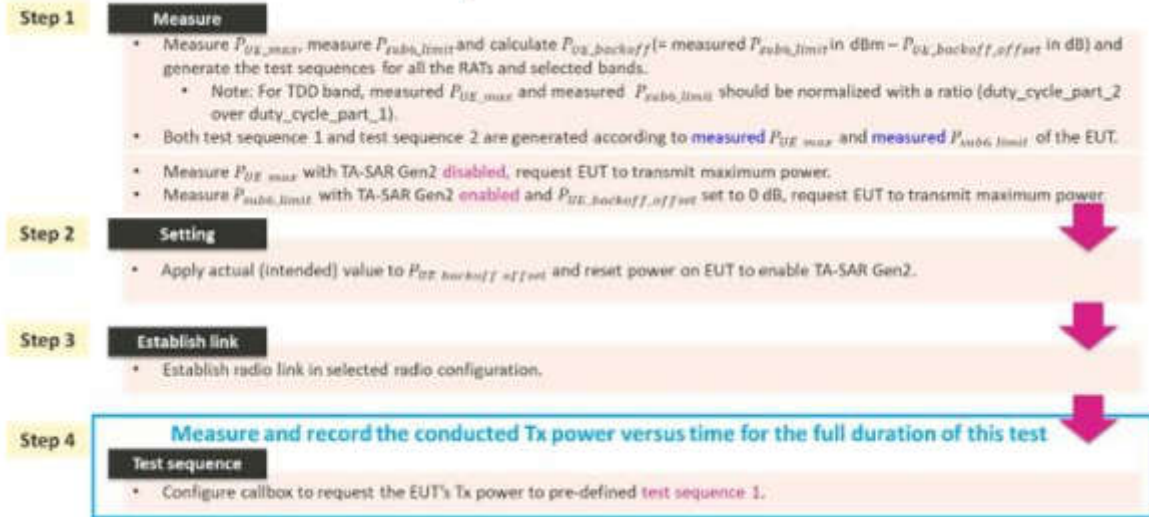 Step 1
Measure
• Measure P_UE_max, measure P_sub6_limit and calculate P_UE_backoff (= measured P_sub6_limit in dBm – P_UE_backoff_offset in dB) and
generate the test sequences for all the RATs and selected bands.
• Note: For TDD band, measured P_UE_max and measured P_sub6_limit should be normalized with a ratio (duty_cycle_part_2
over duty_cycle_part_1).
• Both test sequence 1 and test sequence 2 are generated according to measured P_UE_max and measured P_sub6_limit of the EUT.
• Measure P_UE_max with TA-SAR Gen2 disabled, request EUT to transmit maximum power.
• Measure P_sub6_limit with TA-SAR Gen2 enabled and P_UE_backoff_offset set to 0 dB, request EUT to transmit maximum power.
Step 2
Setting
• Apply actual (intended) value to P_UE_backoff_offset and reset power on EUT to enable TA-SAR Gen2.
Step 3
Establish link
• Establish radio link in selected radio configuration.
Step 4
Measure and record the conducted Tx power versus time for the full duration of this test
Test sequence
• Configure callbox to request the EUT's Tx power to pre-defined test sequence 1.